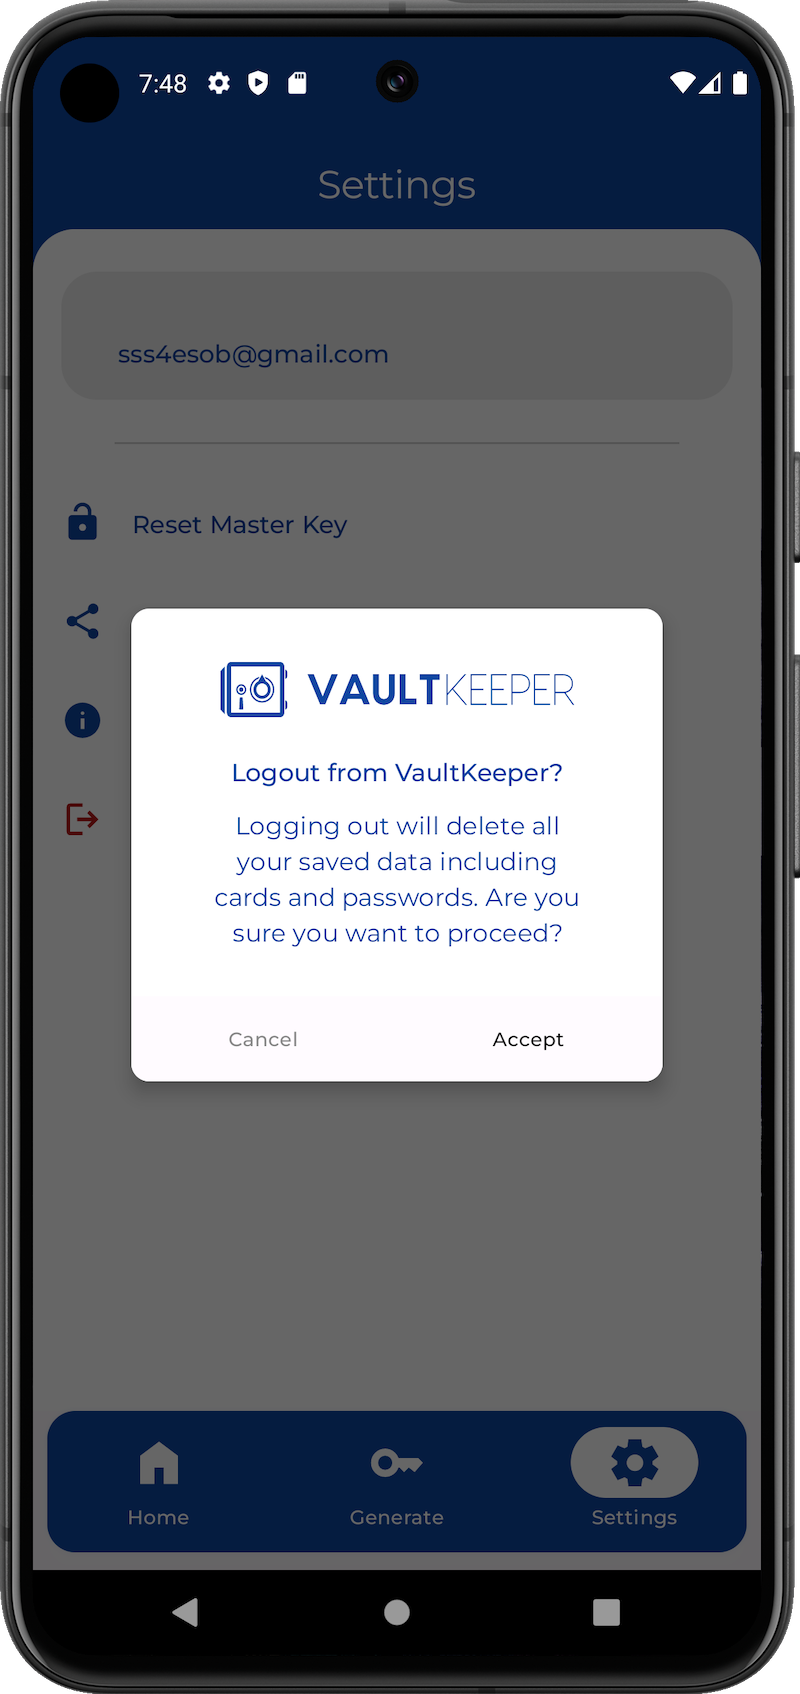 7:48
Settings
sss4esob@gmail.com
Reset Master Key
VAULTKEEPER
Logout from VaultKeeper?
Logging out will delete all
your saved data including
cards and passwords. Are you
sure you want to proceed?
Cancel Accept
Home Generate Settings